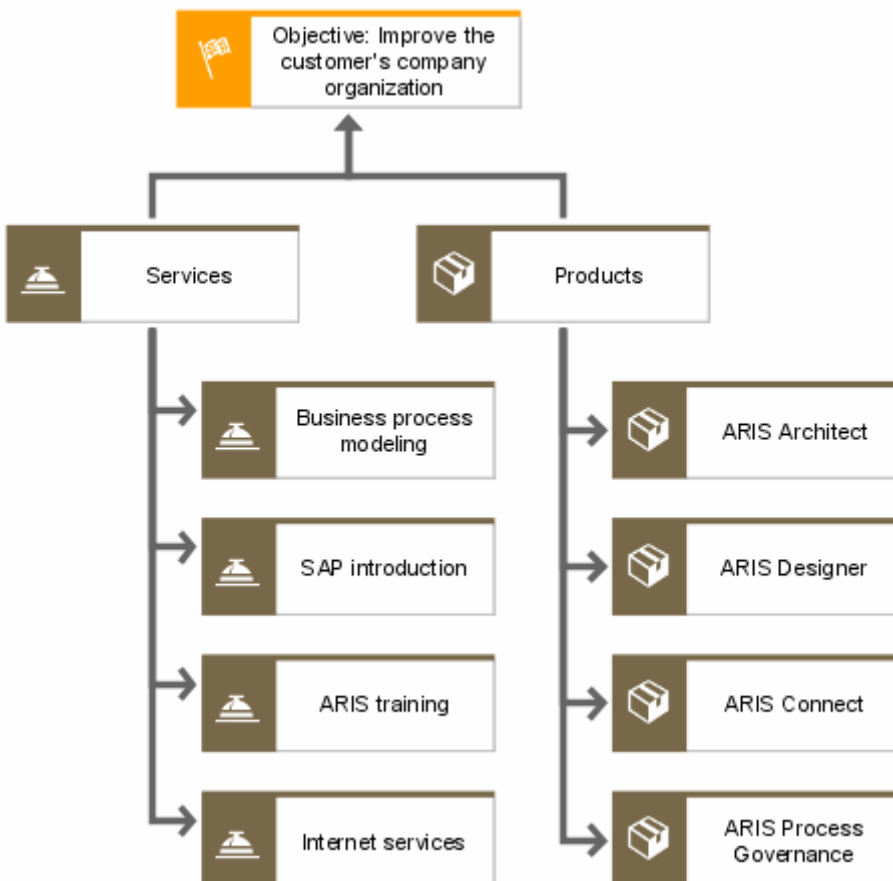 Objective: Improve the
customer's company
organization
Services
Products
Business process
modeling
ARIS Architect
SAP introduction
ARIS Designer
ARIS training
ARIS Connect
Internet services
ARIS Process
Governance